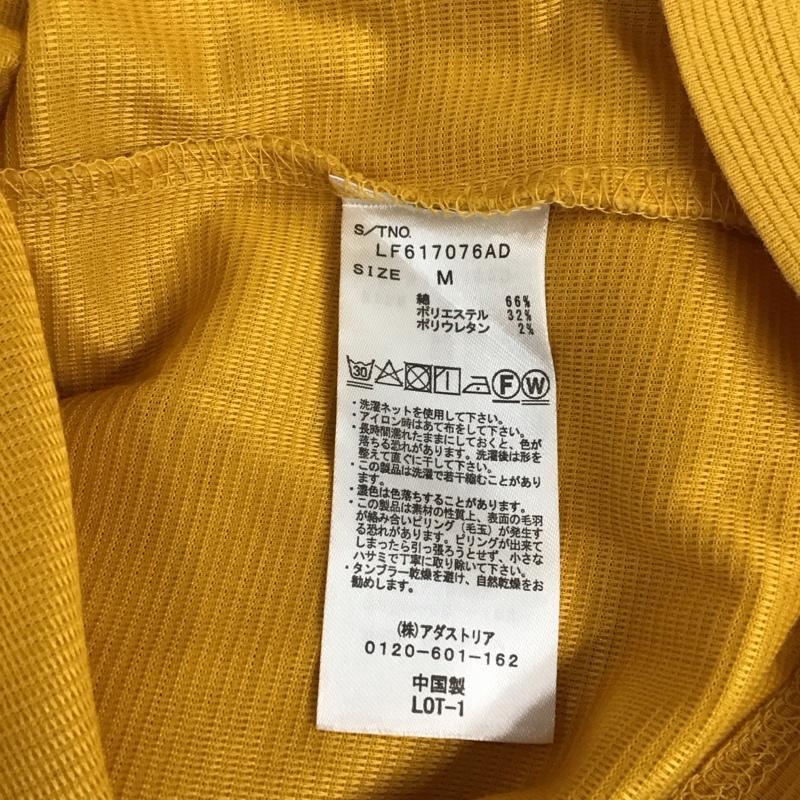 S/TNO.
LF617076AD
SIZE M
綿 66%
ポリエステル 32%
ポリウレタン 2%
30 F W
・洗濯ネットを使用して下さい。
・アイロン時はあて布をして下さい。
・長時間濡れたままにしておくと、色が
落ちる恐れがあります。洗濯後は形を
整えて直ぐに干して下さい。
・この製品は洗濯で若干縮むことがあり
ます。
・濃色は色落ちすることがあります。
・この製品は素材の性質上、表面の毛羽
が絡み合いピリング（毛玉）が発生す
る恐れがあります。ピリングが出来て
しまったら引っ張ろうとせず、小さな
ハサミで丁寧に取り除いて下さい。
・タンブラー乾燥を避け、自然乾燥をお
勧めします。
(株)アダストリア
0120-601-162
中国製
LOT-1